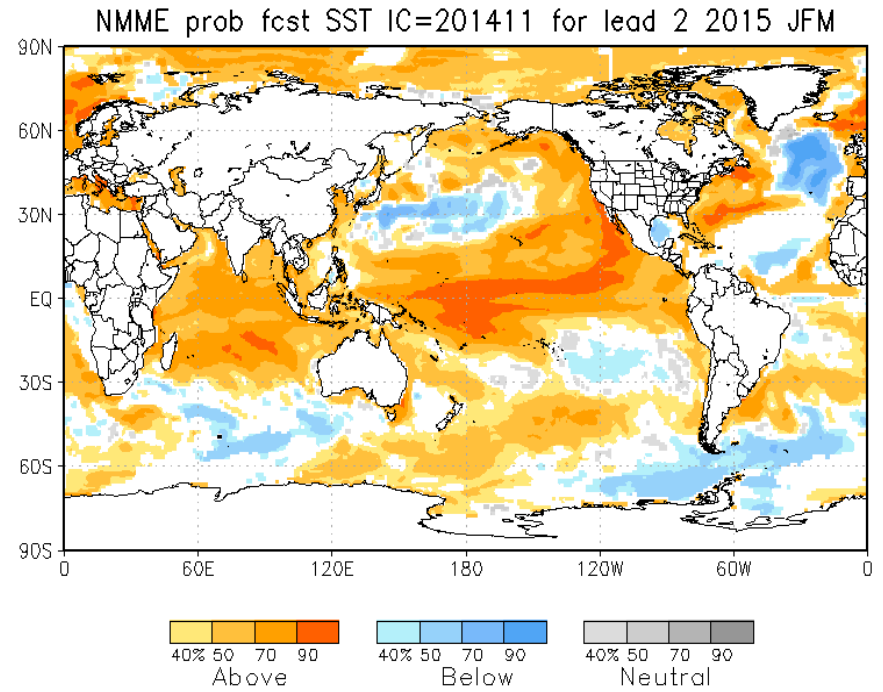 NMME prob fcst SST IC=201411 for lead 2 2015 JFM
90N
60N
30N
EQ
30S
60S
90S
0 60E 120E 180 120W 60W 0
40% 50 70 90 40% 50 70 90 40% 50 70 90
Above Below Neutral